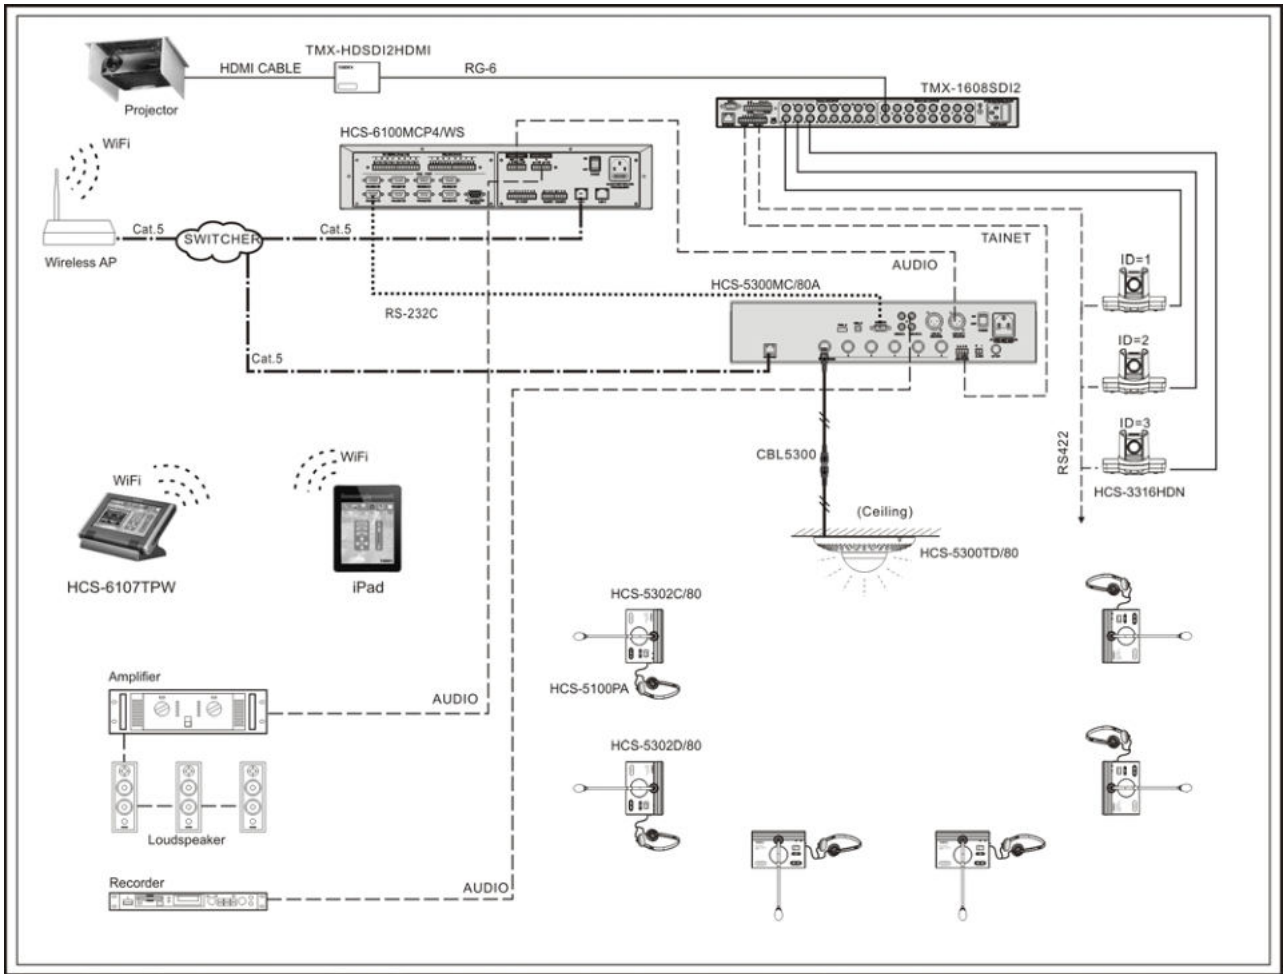 TMX-HDSDI2HDMI
HDMI CABLE
RG-6
TMX-1608SDI2
Projector
HCS-6100MCP4/WS
WiFi
Cat.5
SWITCHER
Cat.5
Wireless AP
TAINET
AUDIO
ID=1
HCS-5300MC/80A
RS-232C
ID=2
Cat.5
ID=3
CBL5300
RS422
WiFi
WiFi
HCS-3316HDN
(Ceiling)
HCS-5300TD/80
HCS-6107TPW
iPad
HCS-5302C/80
HCS-5100PA
Amplifier
AUDIO
HCS-5302D/80
Loudspeaker
Recorder
AUDIO